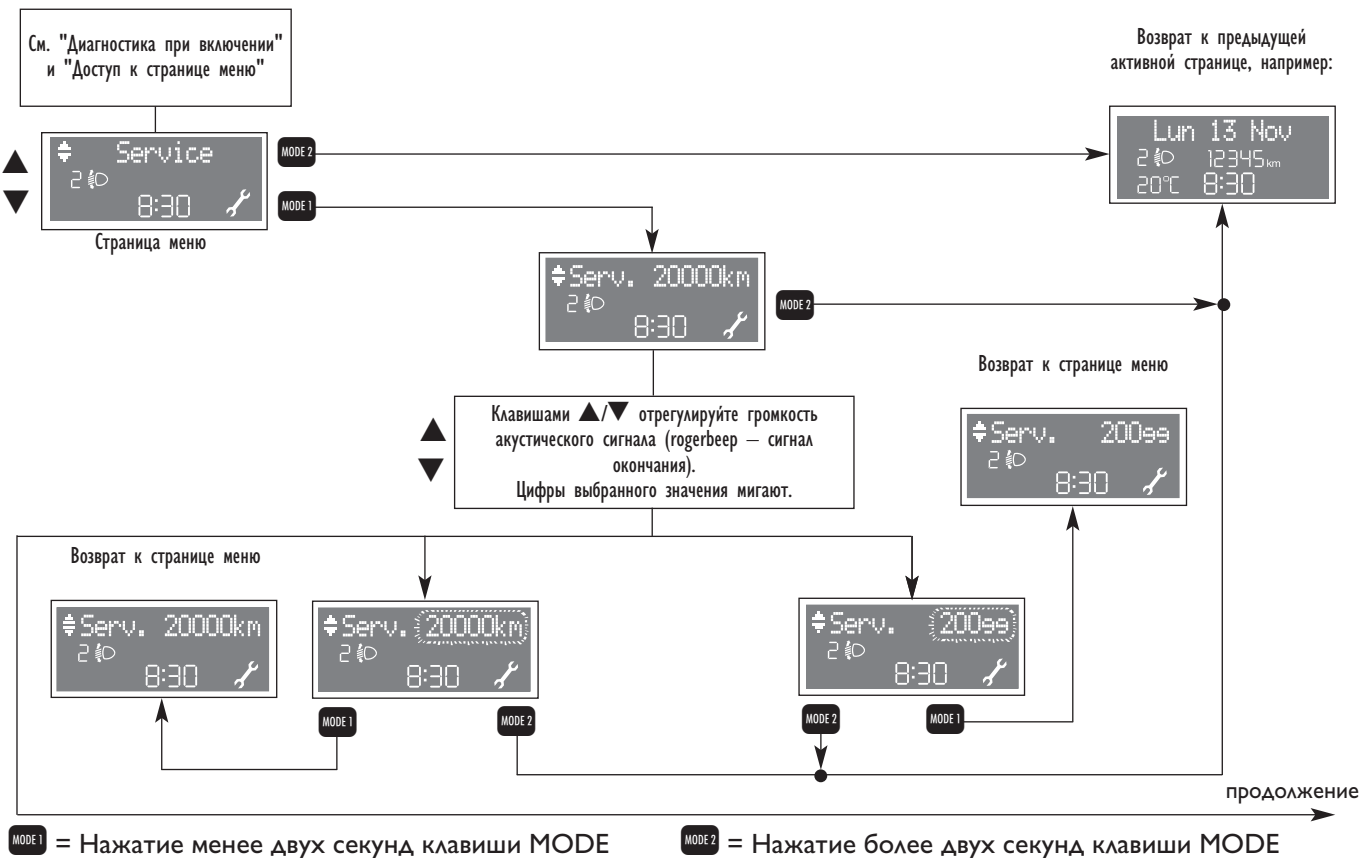 См. "Диагностика при включении"
и "Доступ к странице меню"
Возврат к предыдущей
активной странице, например:
Service
2
8:30
MODE 2
MODE 1
Страница меню
Lun 13 Nov
2 12345 km
20°C 8:30
Serv. 20000km
2
8:30
MODE 2
Клавишами ▲/▼ отрегулируйте громкость
акустического сигнала (rogerbeep – сигнал
окончания).
Цифры выбранного значения мигают.
Возврат к странице меню
Serv. 200gg
2
8:30
Возврат к странице меню
Serv. 20000km
2
8:30
Serv. 20000km
2
8:30
MODE 1
MODE 2
Serv. 200gg
2
8:30
MODE 2
MODE 1
продолжение
MODE 1 = Нажатие менее двух секунд клавиши MODE
MODE 2 = Нажатие более двух секунд клавиши MODE